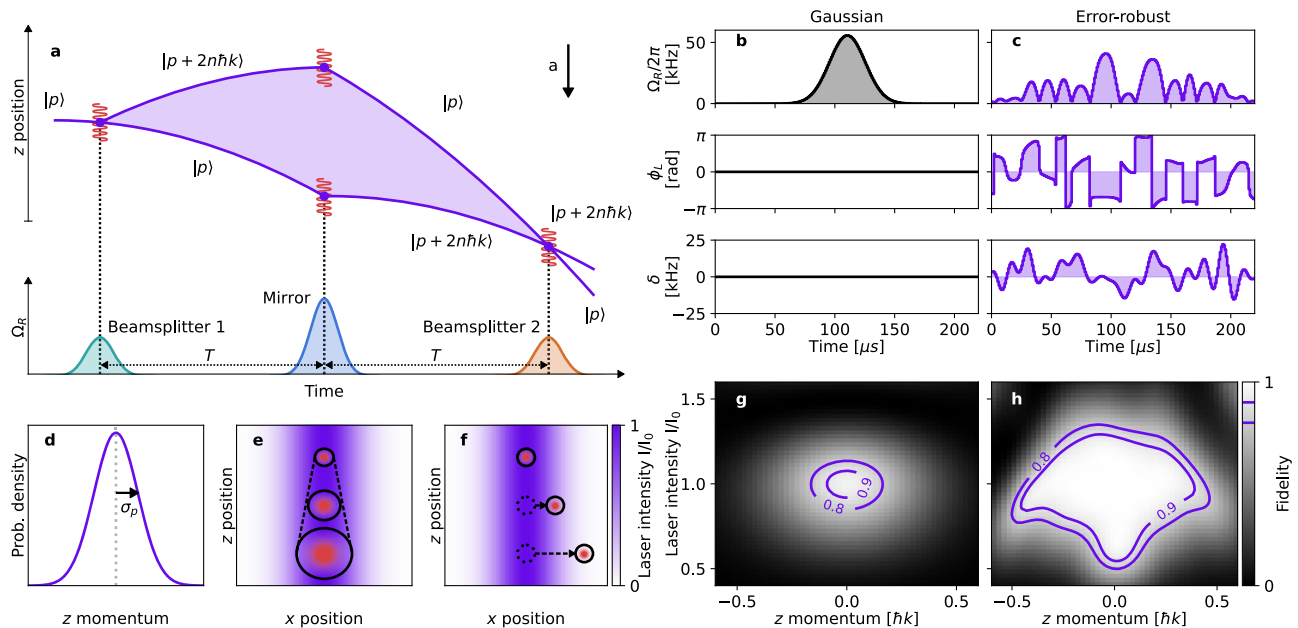 a
|p + 2nħk⟩
a
|p⟩
|p⟩
|p⟩
|p + 2nħk⟩
|p + 2nħk⟩
|p⟩
z position
Ω_R
Beamsplitter 1
Mirror
Beamsplitter 2
T
T
Time
Gaussian
Error-robust
b
c
Ω_R/2π
[kHz]
50
0
ϕ_L
[rad]
π
0
−π
δ
[kHz]
25
0
−25
0 50 100 150 200
0 50 100 150 200
Time [μs]
Time [μs]
d
Prob. density
σ_p
z momentum
e
z position
x position
f
z position
x position
1
0
Laser intensity I/I_0
g
Laser intensity I/I_0
1.5
1.0
0.5
0.9
0.8
−0.5 0.0 0.5
z momentum [ħk]
h
0.8
0.9
−0.5 0.0 0.5
z momentum [ħk]
1
0
Fidelity